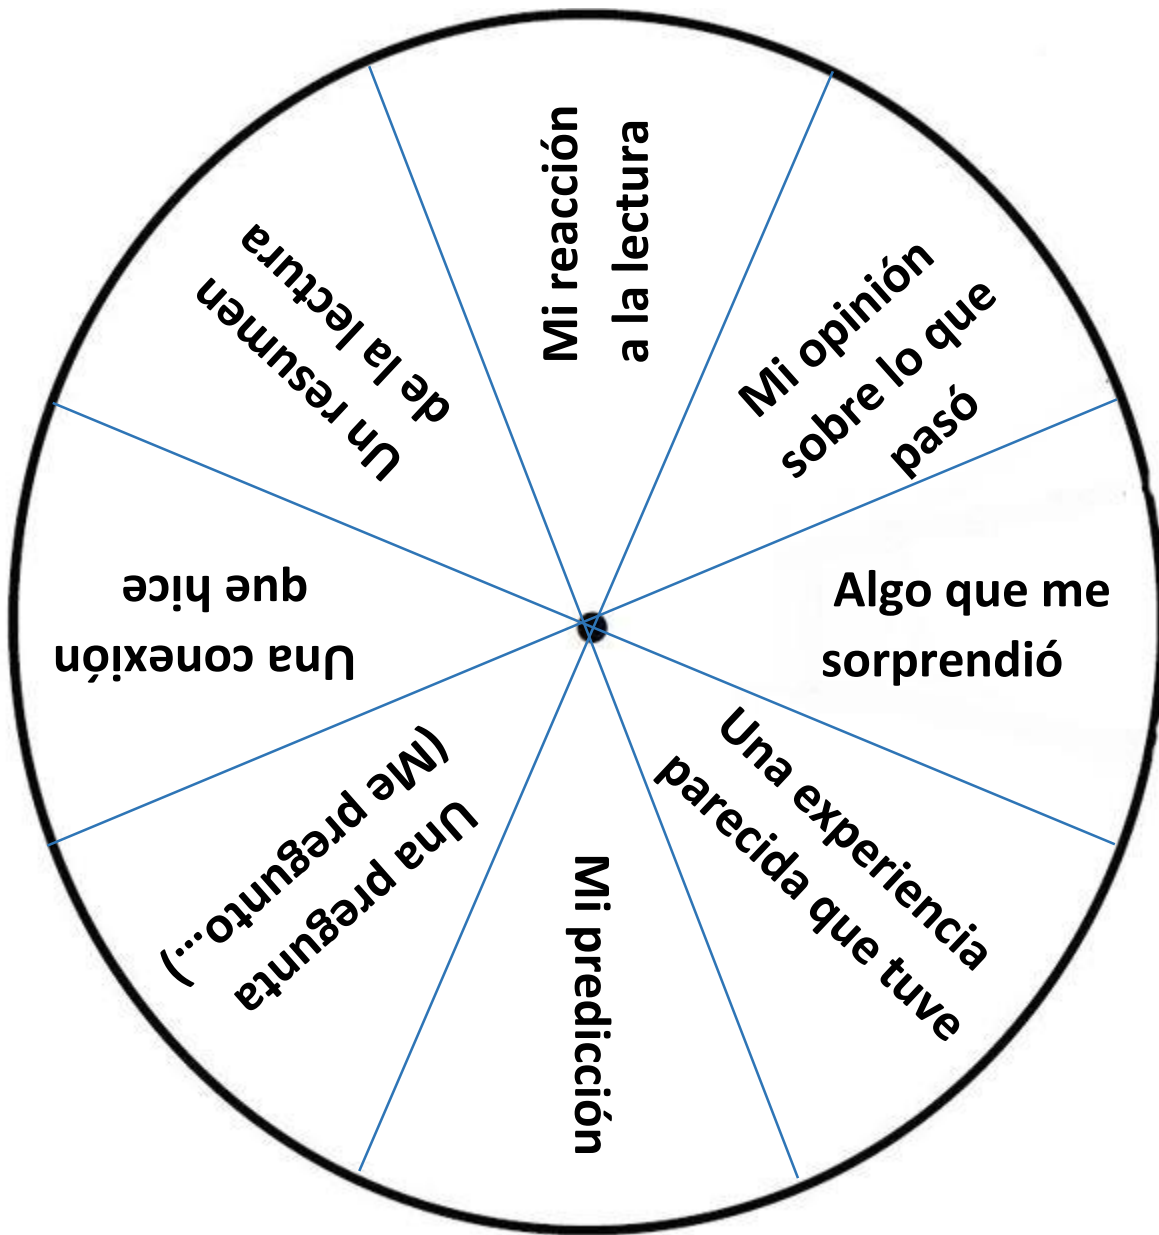 Mi reacción
a la lectura
Mi opinión
sobre lo que
pasó
Algo que me
sorprendió
Una experiencia
parecida que tuve
Mi predicción
Una pregunta
(Me pregunto...)
Una conexión
que hice
Un resumen
de la lectura